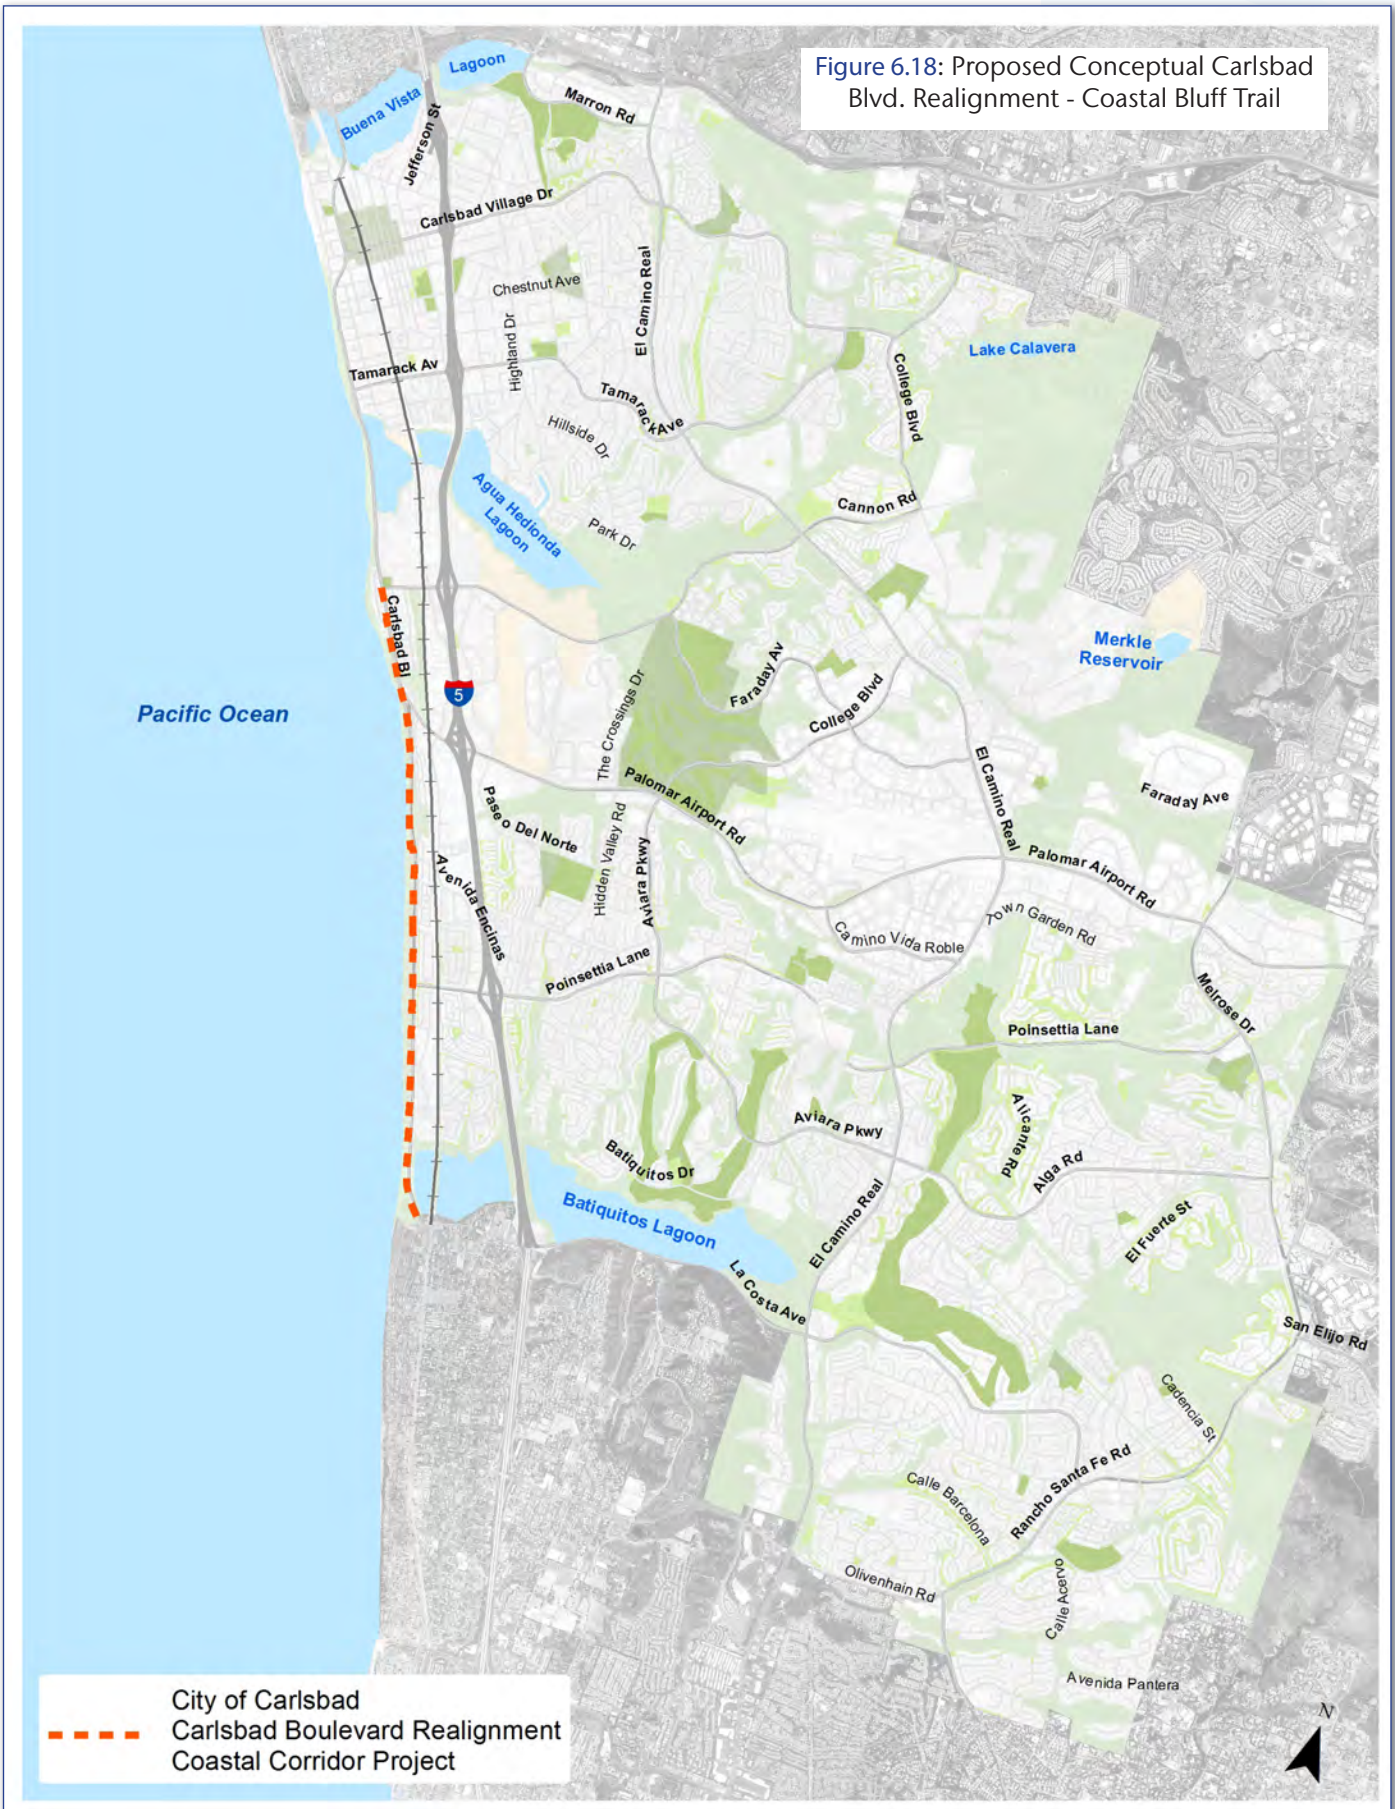 Figure 6.18: Proposed Conceptual Carlsbad
Blvd. Realignment - Coastal Bluff Trail
Lagoon
Buena Vista
Jefferson St
Marron Rd
Carlsbad Village Dr
Chestnut Ave
El Camino Real
Highland Dr
Tamarack Av
Tamarack Ave
Lake Calavera
College Blvd
Hillside Dr
Agua Hedionda
Lagoon
Park Dr
Cannon Rd
Carlsbad Bl
Merkle
Reservoir
5
Pacific Ocean
The Crossings Dr
Faraday Av
College Blvd
Palomar Airport Rd
El Camino Real
Faraday Ave
Paseo Del Norte
Hidden Valley Rd
Aviara Pkwy
Avenida Encinas
Palomar Airport Rd
Town Garden Rd
Camino Vida Roble
Poinsettia Lane
Melrose Dr
Poinsettia Lane
Aviara Pkwy
Alicante Rd
Batiquitos Dr
Alga Rd
Batiquitos Lagoon
El Camino Real
El Fuerte St
La Costa Ave
San Elijo Rd
Cadencia St
Rancho Santa Fe Rd
Calle Barcelona
Olivenhain Rd
Calle Acervo
Avenida Pantera
N
City of Carlsbad
Carlsbad Boulevard Realignment
Coastal Corridor Project